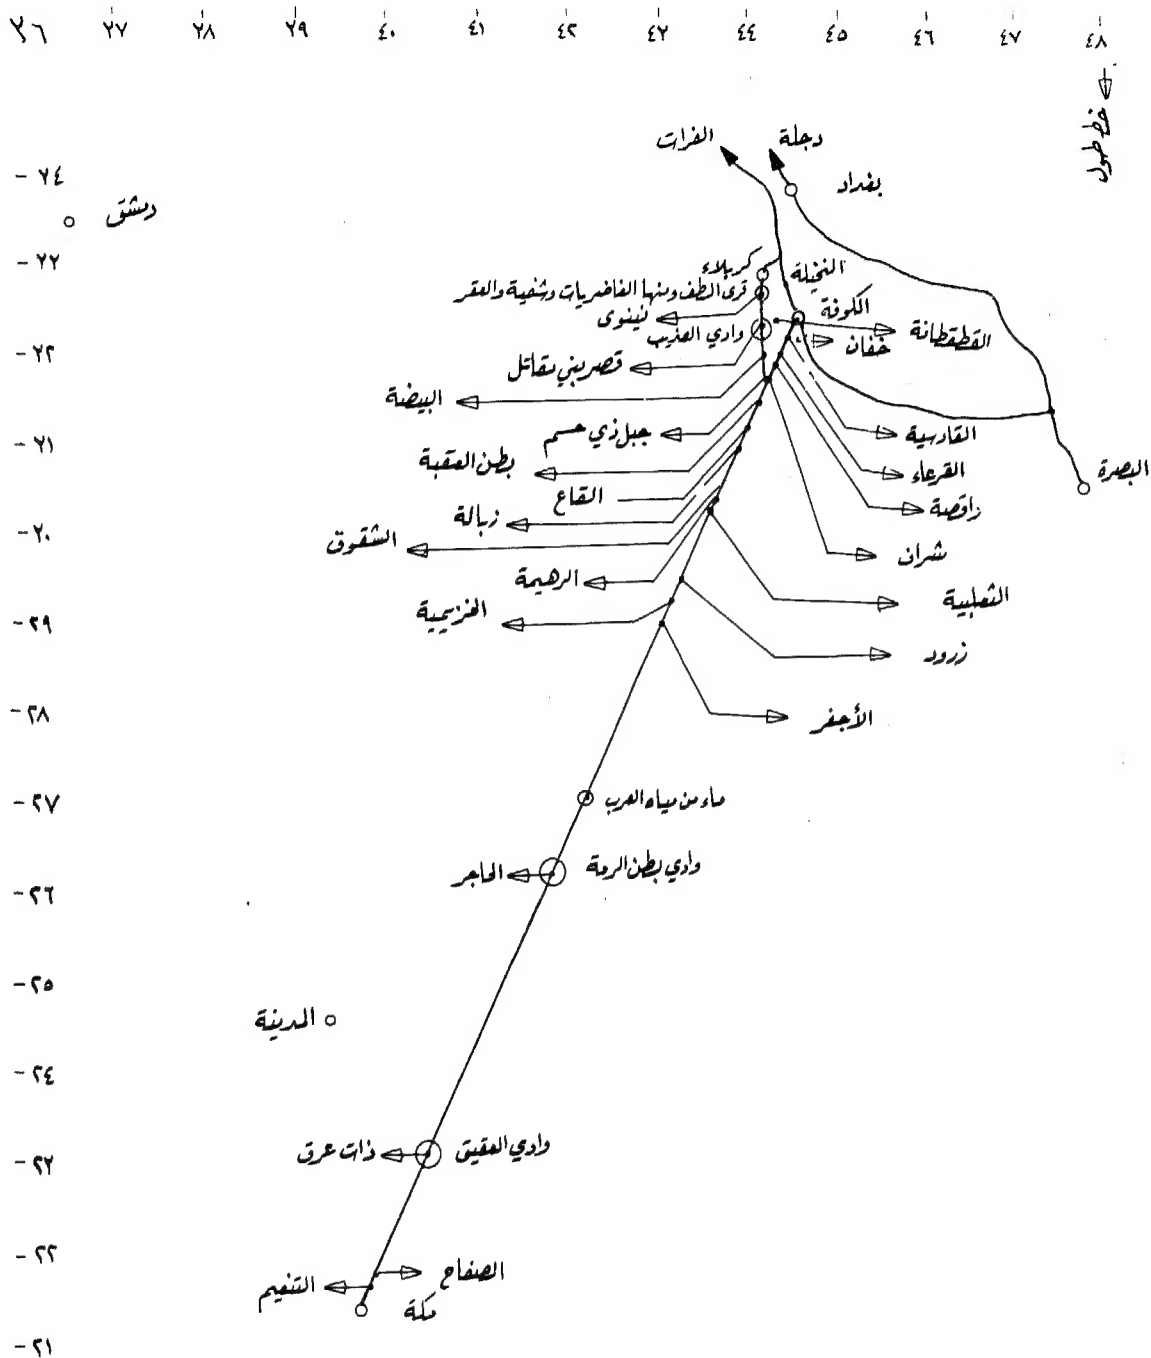 ٣٦ ٣٧ ٣٨ ٣٩ ٤٠ ٤١ ٤٢ ٤٣ ٤٤ ٤٥ ٤٦ ٤٧ ٤٨
خط طول
الفرات
دجلة
٣٤ -
بغداد
دمشق
٣٣ -
كربلاء
النخيلة
قرى الطف ومنها الغاضريات وشفية والعقر
الكوفة
نينوى
وادي العذيب
القطقطانة
خفان
٣٢ -
قصر بني مقاتل
البيضة
جبل ذي حسم
القادسية
٣١ -
بطن العقبة
القرعاء
البصرة
القاع
زبالة
واقصة
٣٠ -
الشقوق
شراف
الرهيمة
الثعلبية
الخزيمية
٢٩ -
زرود
٢٨ -
الأجفر
٢٧ -
ماء من مياه العرب
الحاجر
وادي بطن الرمة
٢٦ -
٢٥ -
المدينة
٢٤ -
ذات عرق
وادي العقيق
٢٣ -
٢٢ -
الصفاح
التنعيم
مكة
٢١ -